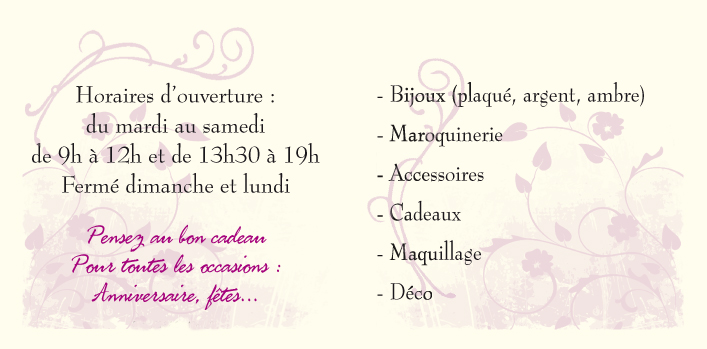 Horaires d'ouverture :
du mardi au samedi
de 9h à 12h et de 13h30 à 19h
Fermé dimanche et lundi
Pensez au bon cadeau
Pour toutes les occasions :
Anniversaire, fêtes...
- Bijoux (plaqué, argent, ambre)
- Maroquinerie
- Accessoires
- Cadeaux
- Maquillage
- Déco